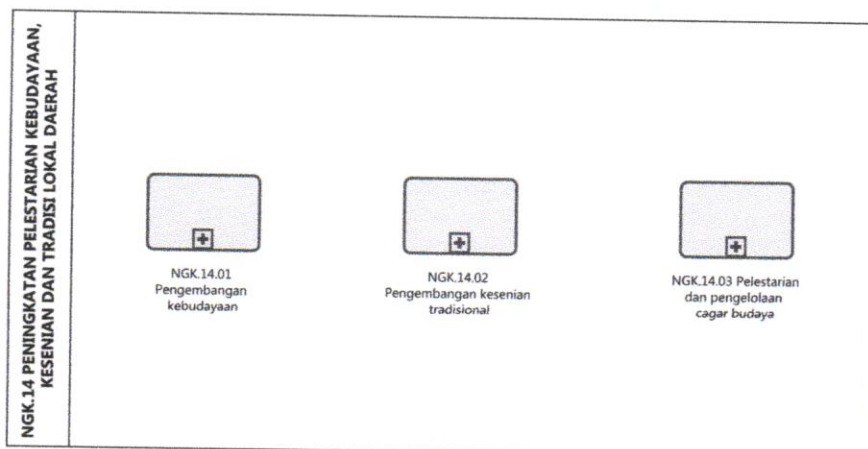 NGK.14 PENINGKATAN PELESTARIAN KEBUDAYAAN,
KESENIAN DAN TRADISI LOKAL DAERAH
NGK.14.01
Pengembangan
kebudayaan
NGK.14.02
Pengembangan kesenian
tradisional
NGK.14.03 Pelestarian
dan pengelolaan
cagar budaya